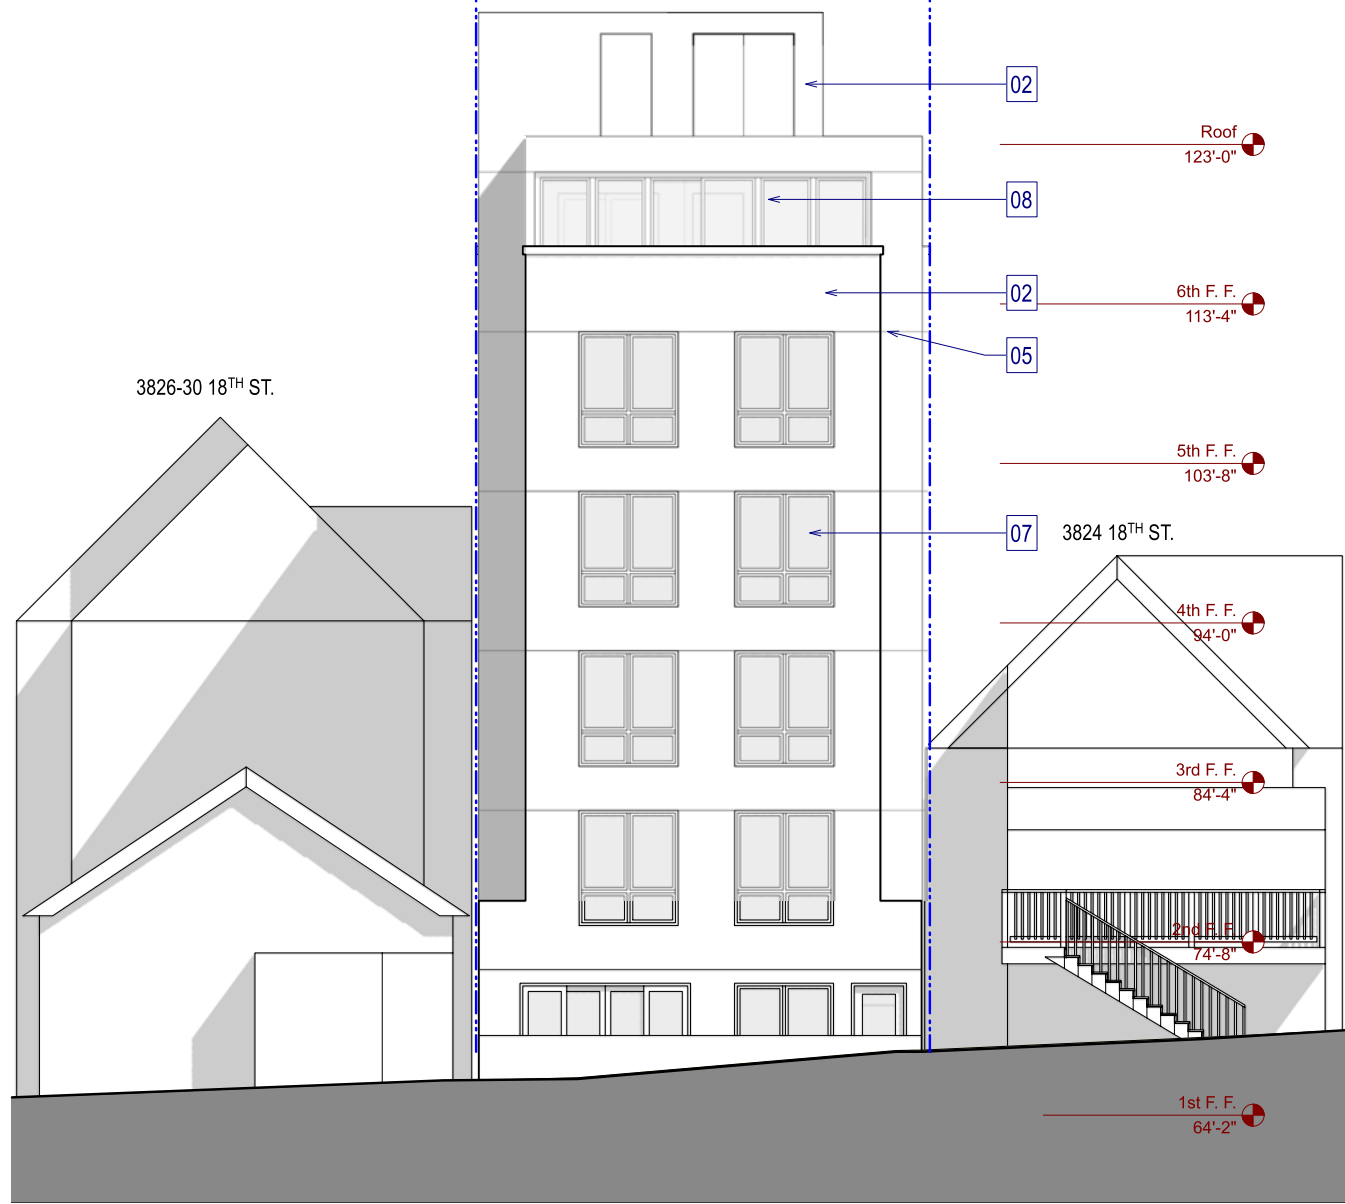 02
Roof
123'-0"
08
02
6th F. F.
113'-4"
05
3826-30 18TH ST.
5th F. F.
103'-8"
07
3824 18TH ST.
4th F. F.
94'-0"
3rd F. F.
84'-4"
2nd F. F.
74'-8"
1st F. F.
64'-2"